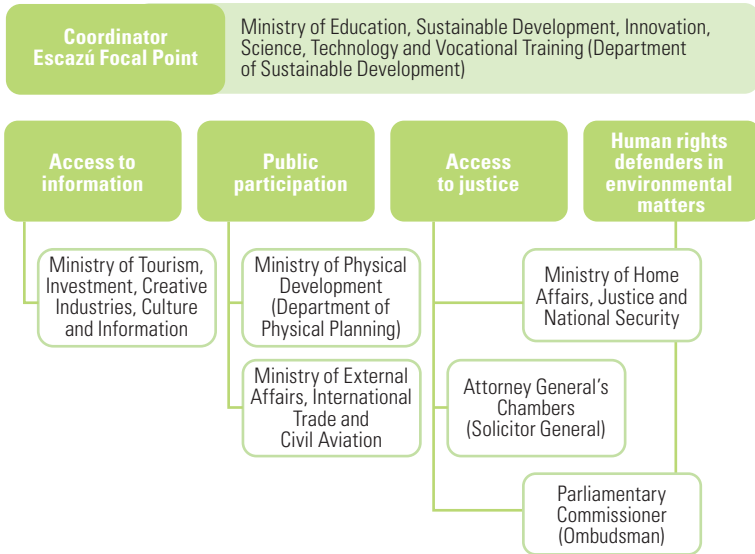 Coordinator
Escazú Focal Point
Ministry of Education, Sustainable Development, Innovation,
Science, Technology and Vocational Training (Department
of Sustainable Development)
Access to
information
Public
participation
Access
to justice
Human rights
defenders in
environmental
matters
Ministry of Tourism,
Investment, Creative
Industries, Culture
and Information
Ministry of Physical
Development
(Department of
Physical Planning)
Ministry of Home
Affairs, Justice and
National Security
Ministry of External
Affairs, International
Trade and
Civil Aviation
Attorney General's
Chambers
(Solicitor General)
Parliamentary
Commissioner
(Ombudsman)